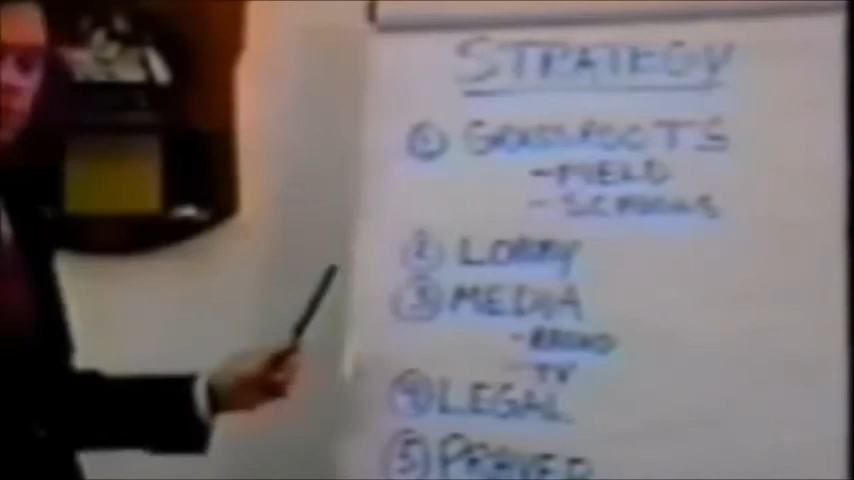 STRATEGY
① GRASSROOTS
- FIELD
- SCHOOLS
② LOBBY
③ MEDIA
- RADIO
- TV
④ LEGAL
⑤ PRAYER